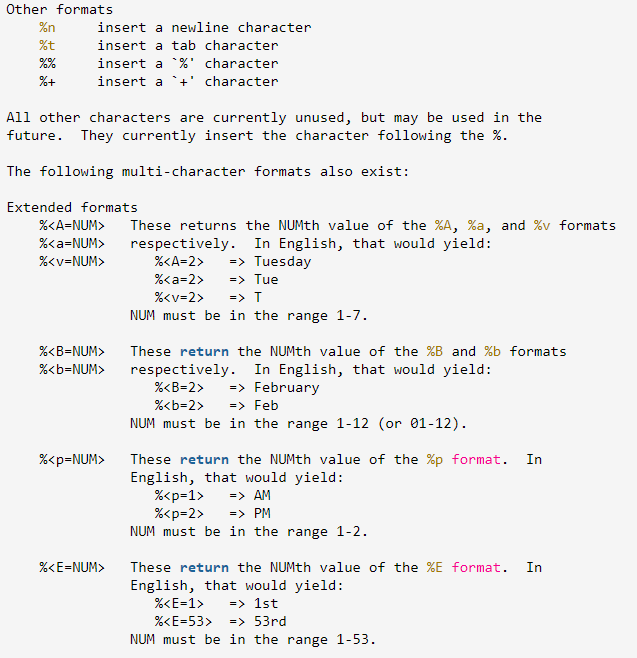 Other formats
%n     insert a newline character
%t     insert a tab character
%%     insert a `%' character
%+     insert a `+' character
All other characters are currently unused, but may be used in the
future.  They currently insert the character following the %.
The following multi-character formats also exist:
Extended formats
%<A=NUM>   These returns the NUMth value of the %A, %a, and %v formats
%<a=NUM>   respectively.  In English, that would yield:
%<v=NUM>      %<A=2>   => Tuesday
%<a=2>   => Tue
%<v=2>   => T
NUM must be in the range 1-7.
%<B=NUM>   These return the NUMth value of the %B and %b formats
%<b=NUM>   respectively.  In English, that would yield:
%<B=2>   => February
%<b=2>   => Feb
NUM must be in the range 1-12 (or 01-12).
%<p=NUM>   These return the NUMth value of the %p format.  In
English, that would yield:
%<p=1>   => AM
%<p=2>   => PM
NUM must be in the range 1-2.
%<E=NUM>   These return the NUMth value of the %E format.  In
English, that would yield:
%<E=1>   => 1st
%<E=53>  => 53rd
NUM must be in the range 1-53.